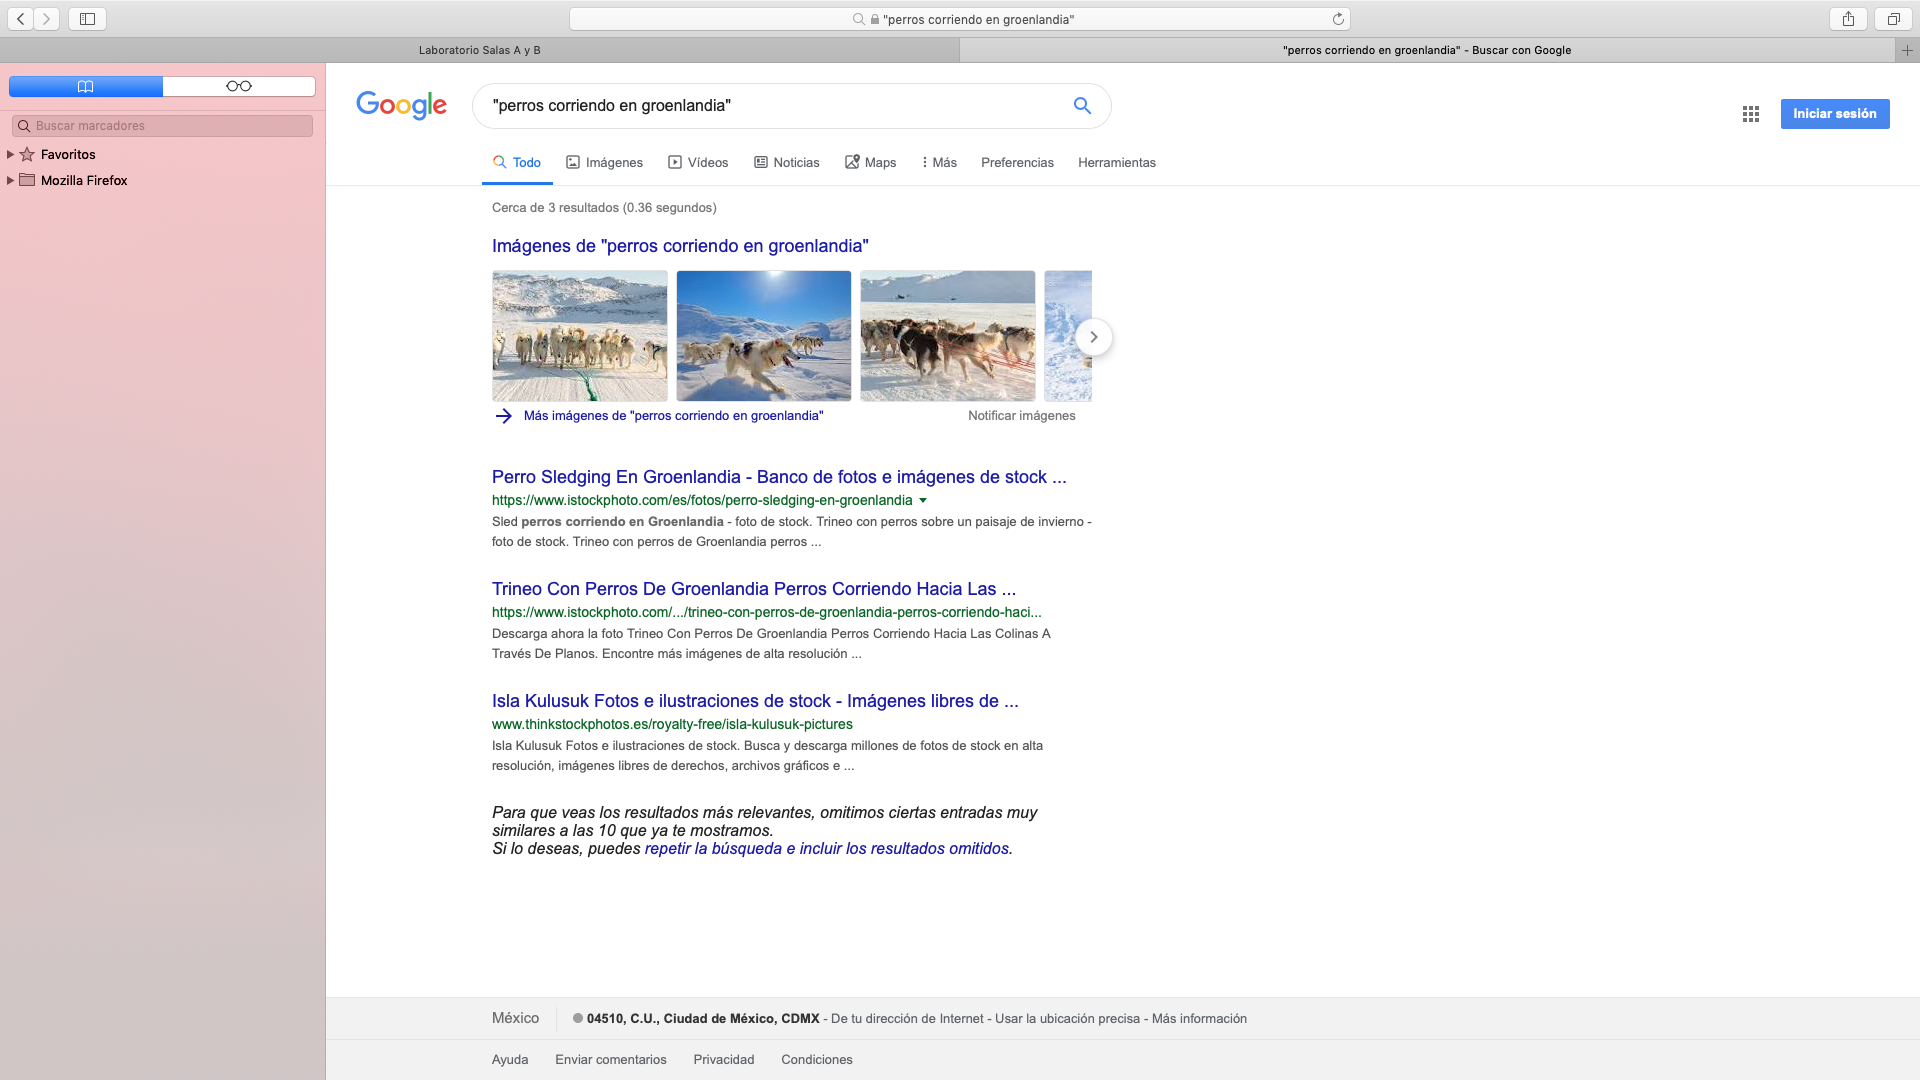 "perros corriendo en groenlandia"
Laboratorio Salas A y B
"perros corriendo en groenlandia" - Buscar con Google
Buscar marcadores
Favoritos
Mozilla Firefox
Google
"perros corriendo en groenlandia"
Iniciar sesión
Todo Imágenes Vídeos Noticias Maps Más Preferencias Herramientas
Cerca de 3 resultados (0.36 segundos)
Imágenes de "perros corriendo en groenlandia"
Más imágenes de "perros corriendo en groenlandia" Notificar imágenes
Perro Sledging En Groenlandia - Banco de fotos e imágenes de stock ...
https://www.istockphoto.com/es/fotos/perro-sledging-en-groenlandia
Sled perros corriendo en Groenlandia - foto de stock. Trineo con perros sobre un paisaje de invierno -
foto de stock. Trineo con perros de Groenlandia perros ...
Trineo Con Perros De Groenlandia Perros Corriendo Hacia Las ...
https://www.istockphoto.com/.../trineo-con-perros-de-groenlandia-perros-corriendo-haci...
Descarga ahora la foto Trineo Con Perros De Groenlandia Perros Corriendo Hacia Las Colinas A
Través De Planos. Encontre más imágenes de alta resolución ...
Isla Kulusuk Fotos e ilustraciones de stock - Imágenes libres de ...
www.thinkstockphotos.es/royalty-free/isla-kulusuk-pictures
Isla Kulusuk Fotos e ilustraciones de stock. Busca y descarga millones de fotos de stock en alta
resolución, imágenes libres de derechos, archivos gráficos e ...
Para que veas los resultados más relevantes, omitimos ciertas entradas muy
similares a las 10 que ya te mostramos.
Si lo deseas, puedes repetir la búsqueda e incluir los resultados omitidos.
México 04510, C.U., Ciudad de México, CDMX - De tu dirección de Internet - Usar la ubicación precisa - Más información
Ayuda Enviar comentarios Privacidad Condiciones